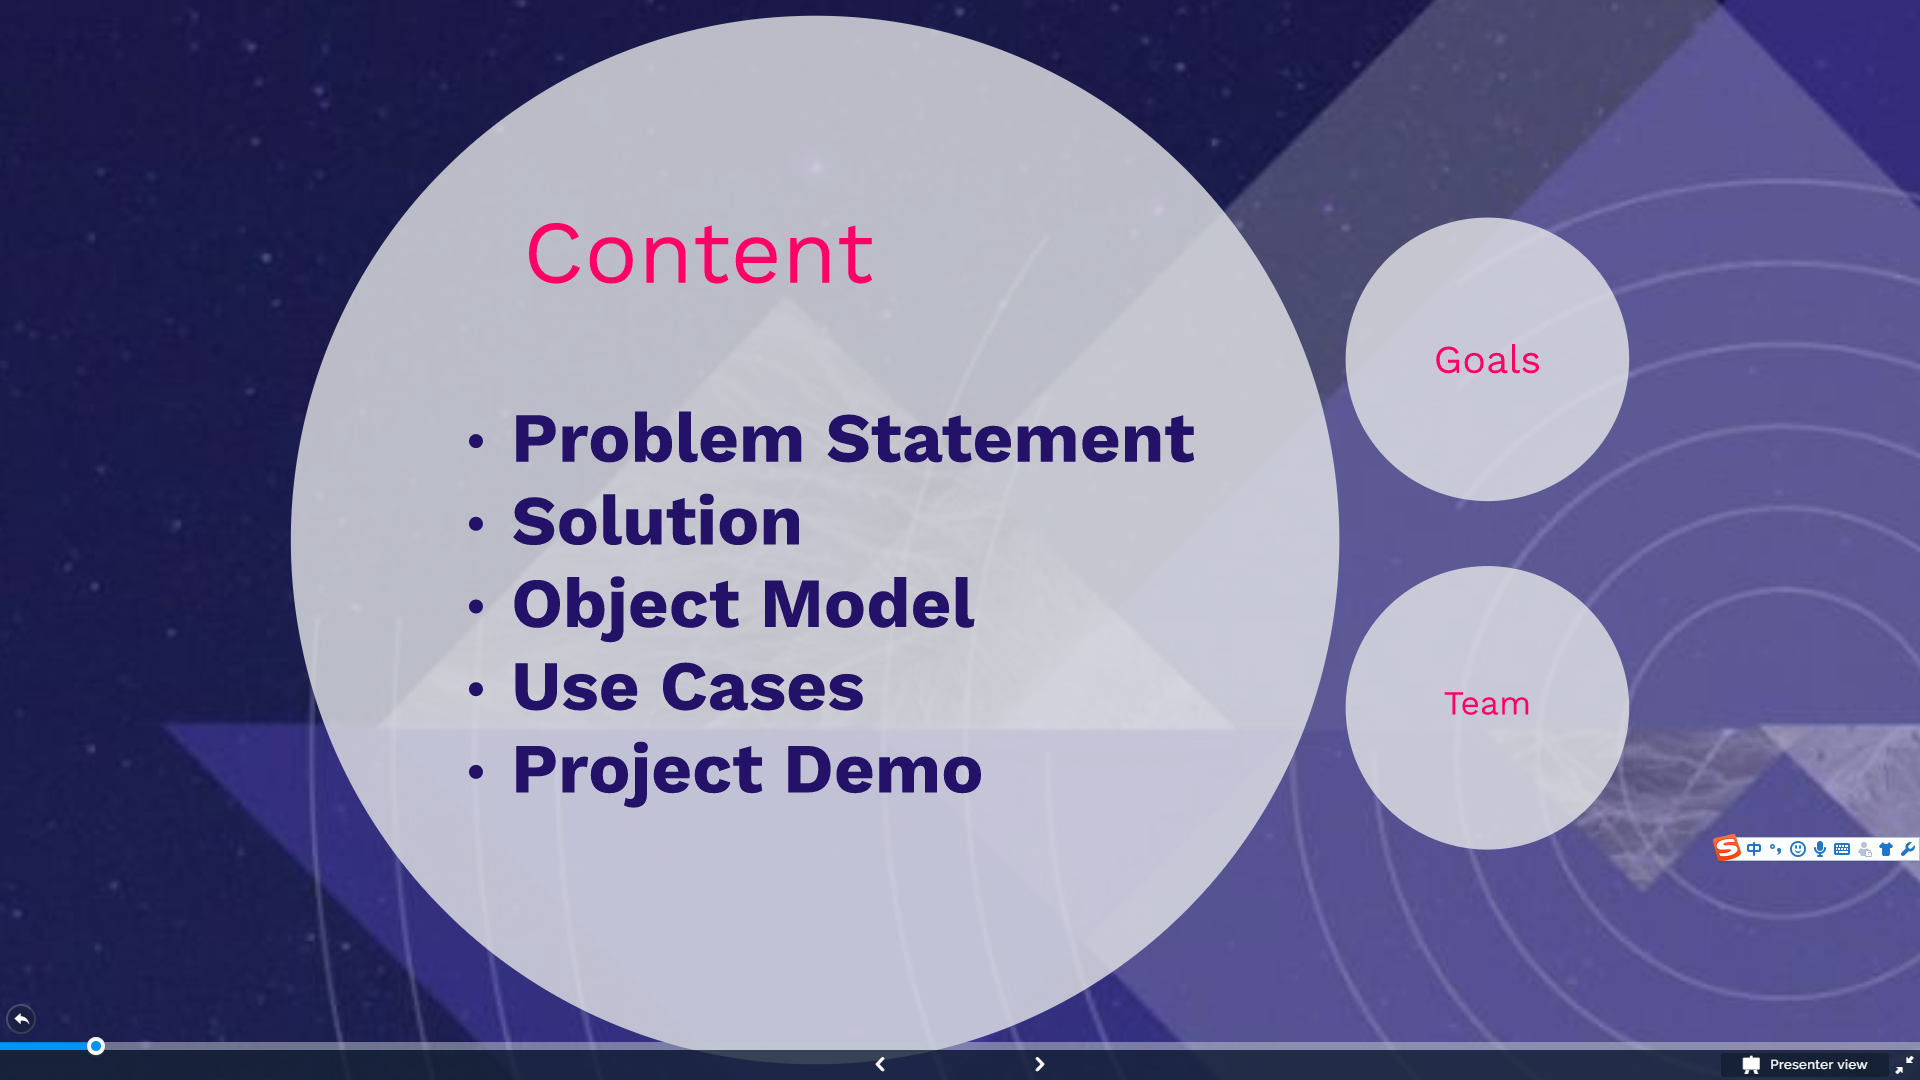 Content
• Problem Statement
• Solution
• Object Model
• Use Cases
• Project Demo
Goals
Team
S 中 °,
Presenter view